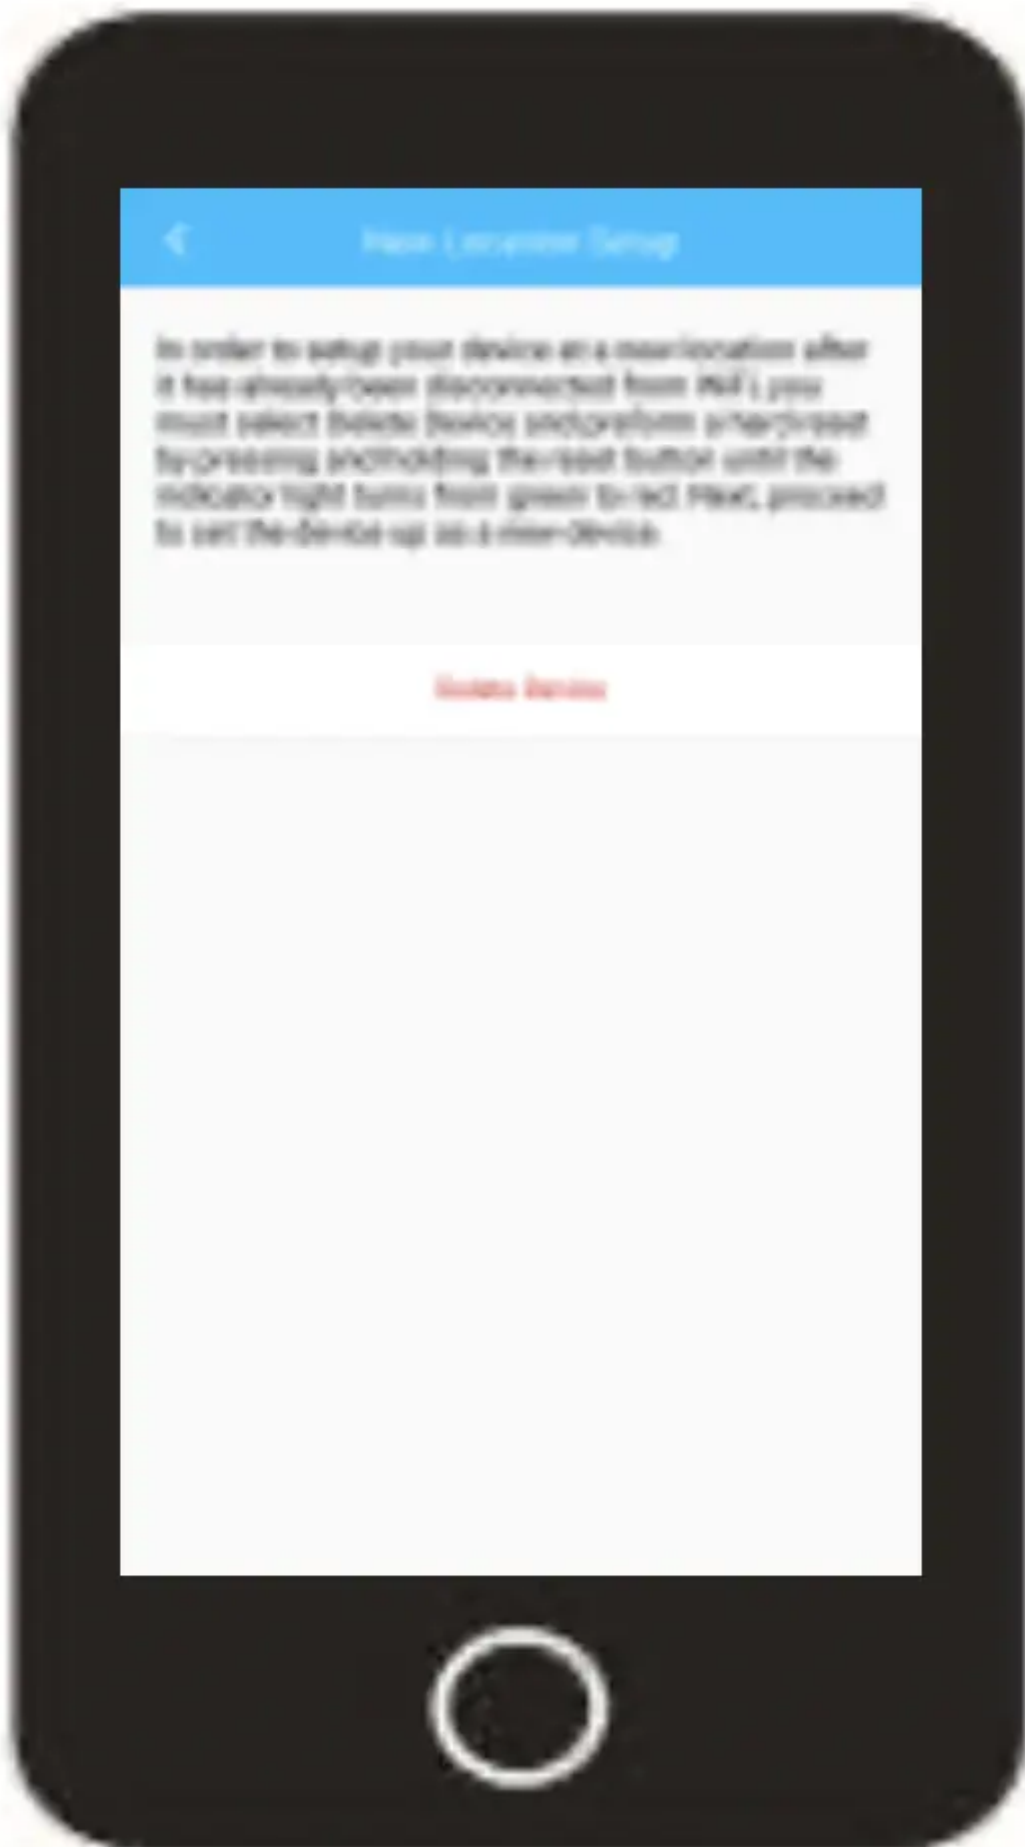 New Location Setup
In order to setup your device at a new location after
it has already been disconnected from WiFi, you
must select Delete Device and preform a hard reset
by pressing and holding the reset button until the
indicator light turns from green to red. Next, proceed
to set the device up as a new device.
Delete Device